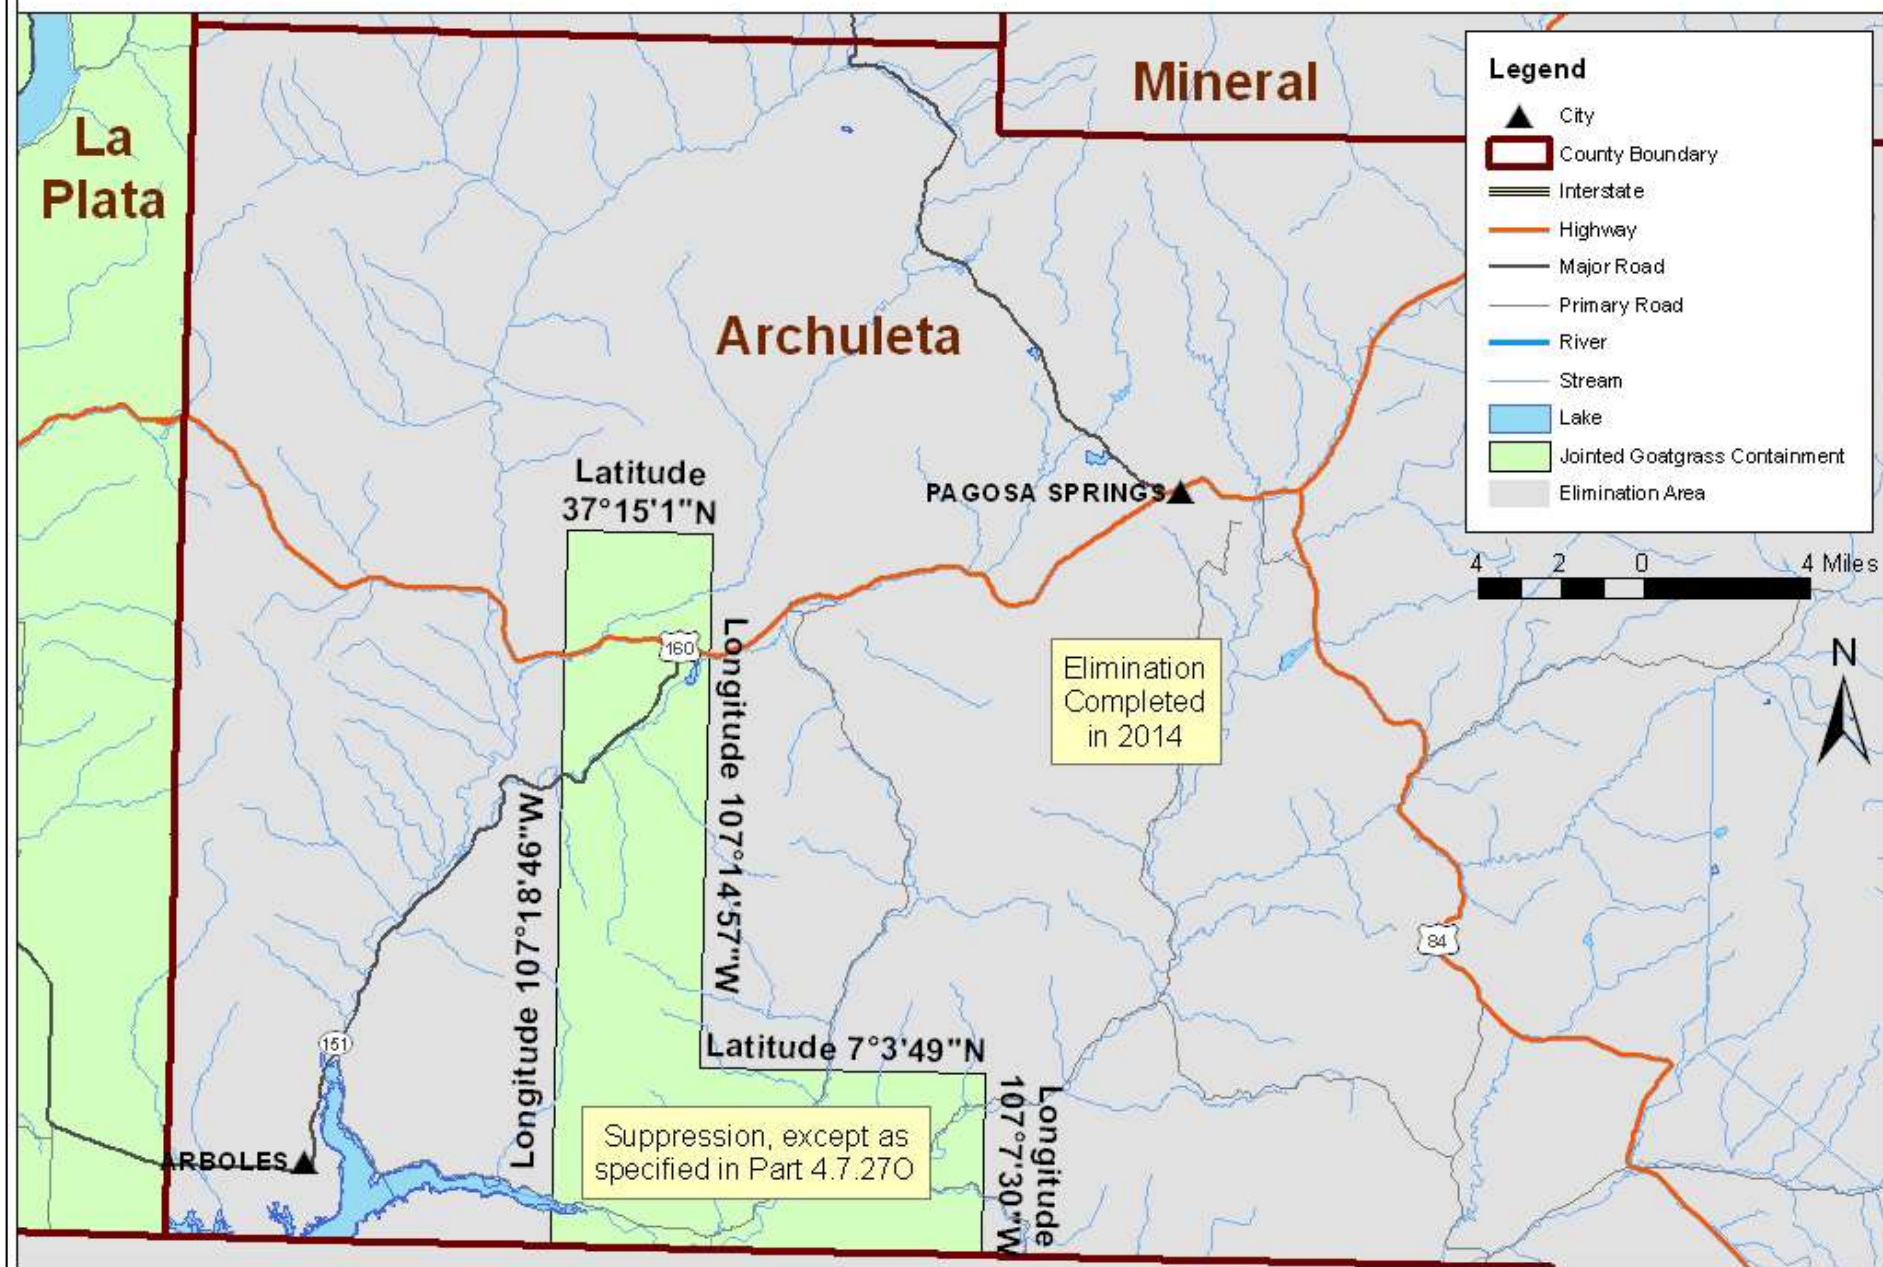 La
Plata
Mineral
Archuleta
Legend
City
County Boundary
Interstate
Highway
Major Road
Primary Road
River
Stream
Lake
Jointed Goatgrass Containment
Elimination Area
4 2 0 4 Miles
N
Latitude
37°15'1"N
PAGOSA SPRINGS
160
Longitude 107°14'57"W
Elimination
Completed
in 2014
Longitude 107°18'46"W
84
151
Latitude 7°3'49"N
Longitude
107°7'30"W
Suppression, except as
specified in Part 4.7.27O
ARBOLES